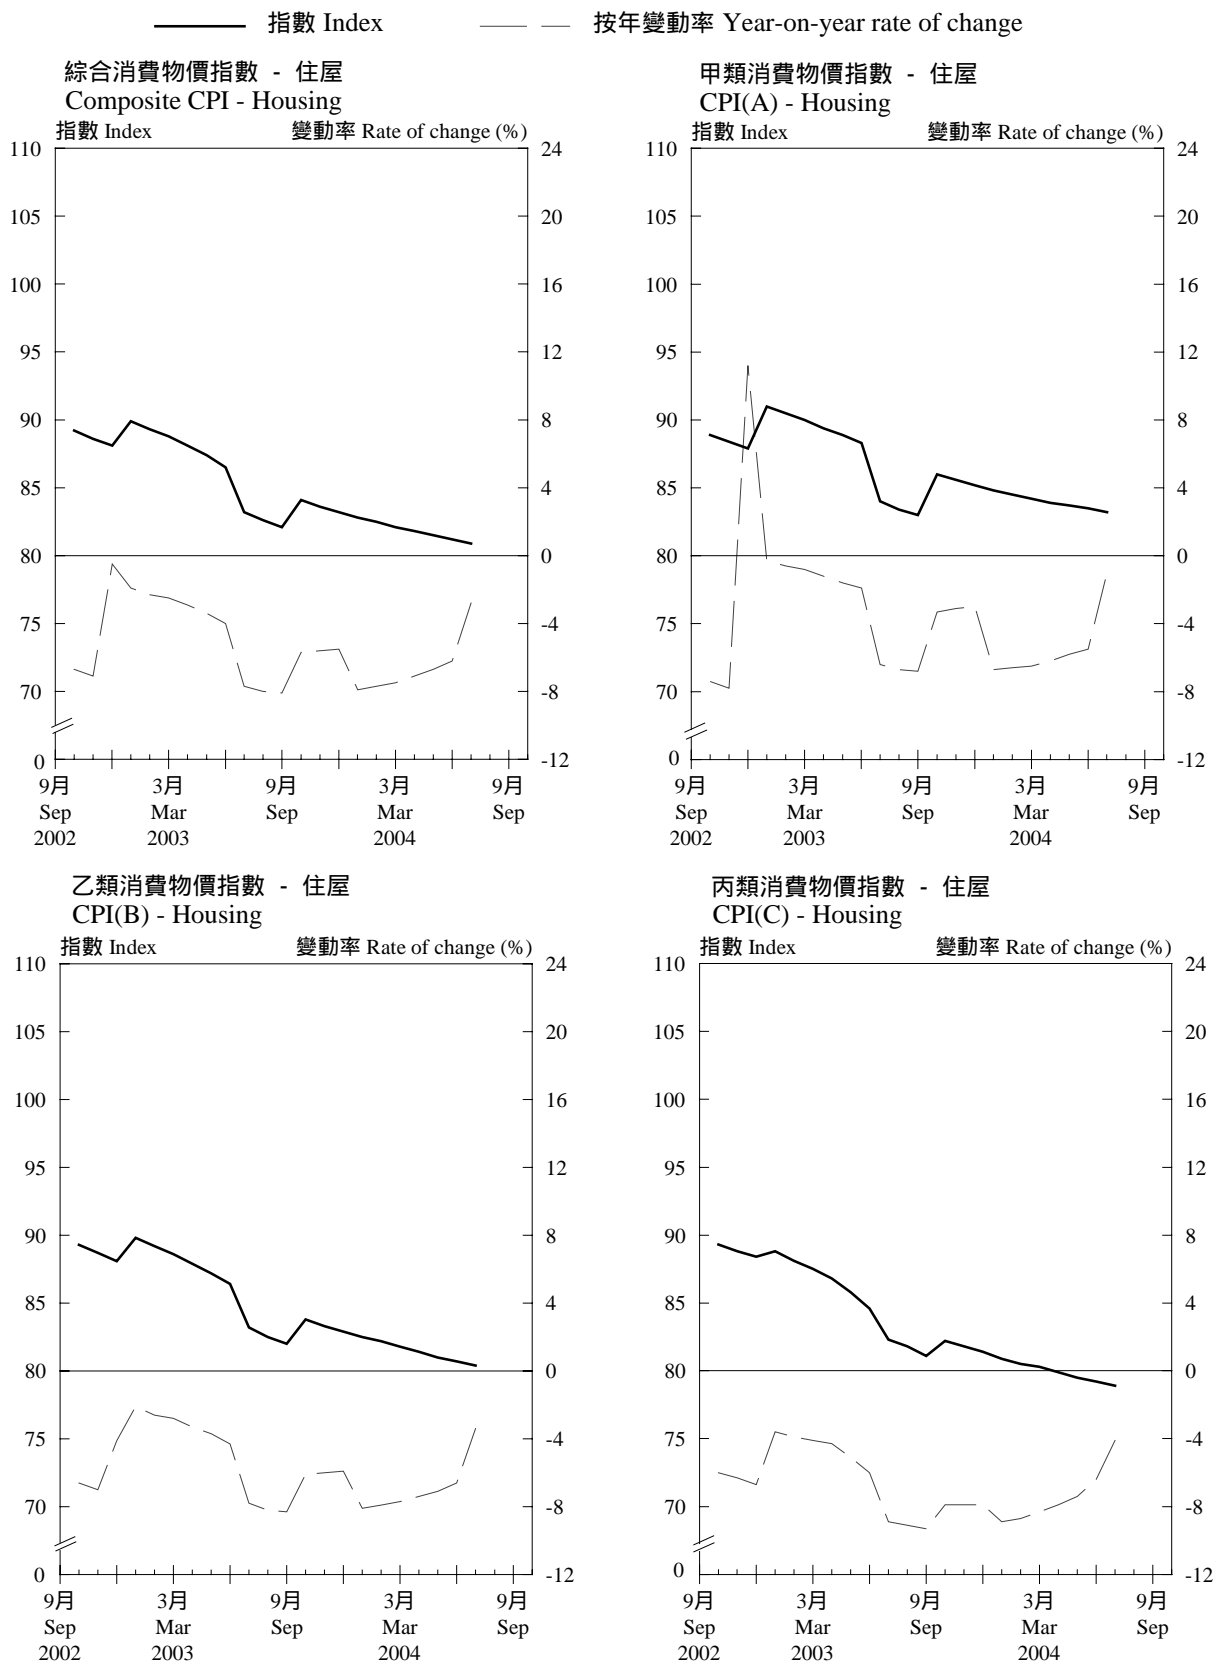 指數 Index 按年變動率 Year-on-year rate of change
綜合消費物價指數 - 住屋
Composite CPI - Housing
指數 Index 變動率 Rate of change (%)
110 24
105 20
100 16
95 12
90 8
85 4
80 0
75 -4
70 -8
0 -12
9月 3月 9月 3月 9月
Sep Mar Sep Mar Sep
2002 2003 2004
甲類消費物價指數 - 住屋
CPI(A) - Housing
指數 Index 變動率 Rate of change (%)
110 24
105 20
100 16
95 12
90 8
85 4
80 0
75 -4
70 -8
0 -12
9月 3月 9月 3月 9月
Sep Mar Sep Mar Sep
2002 2003 2004
乙類消費物價指數 - 住屋
CPI(B) - Housing
指數 Index 變動率 Rate of change (%)
110 24
105 20
100 16
95 12
90 8
85 4
80 0
75 -4
70 -8
0 -12
9月 3月 9月 3月 9月
Sep Mar Sep Mar Sep
2002 2003 2004
丙類消費物價指數 - 住屋
CPI(C) - Housing
指數 Index 變動率 Rate of change (%)
110 24
105 20
100 16
95 12
90 8
85 4
80 0
75 -4
70 -8
0 -12
9月 3月 9月 3月 9月
Sep Mar Sep Mar Sep
2002 2003 2004